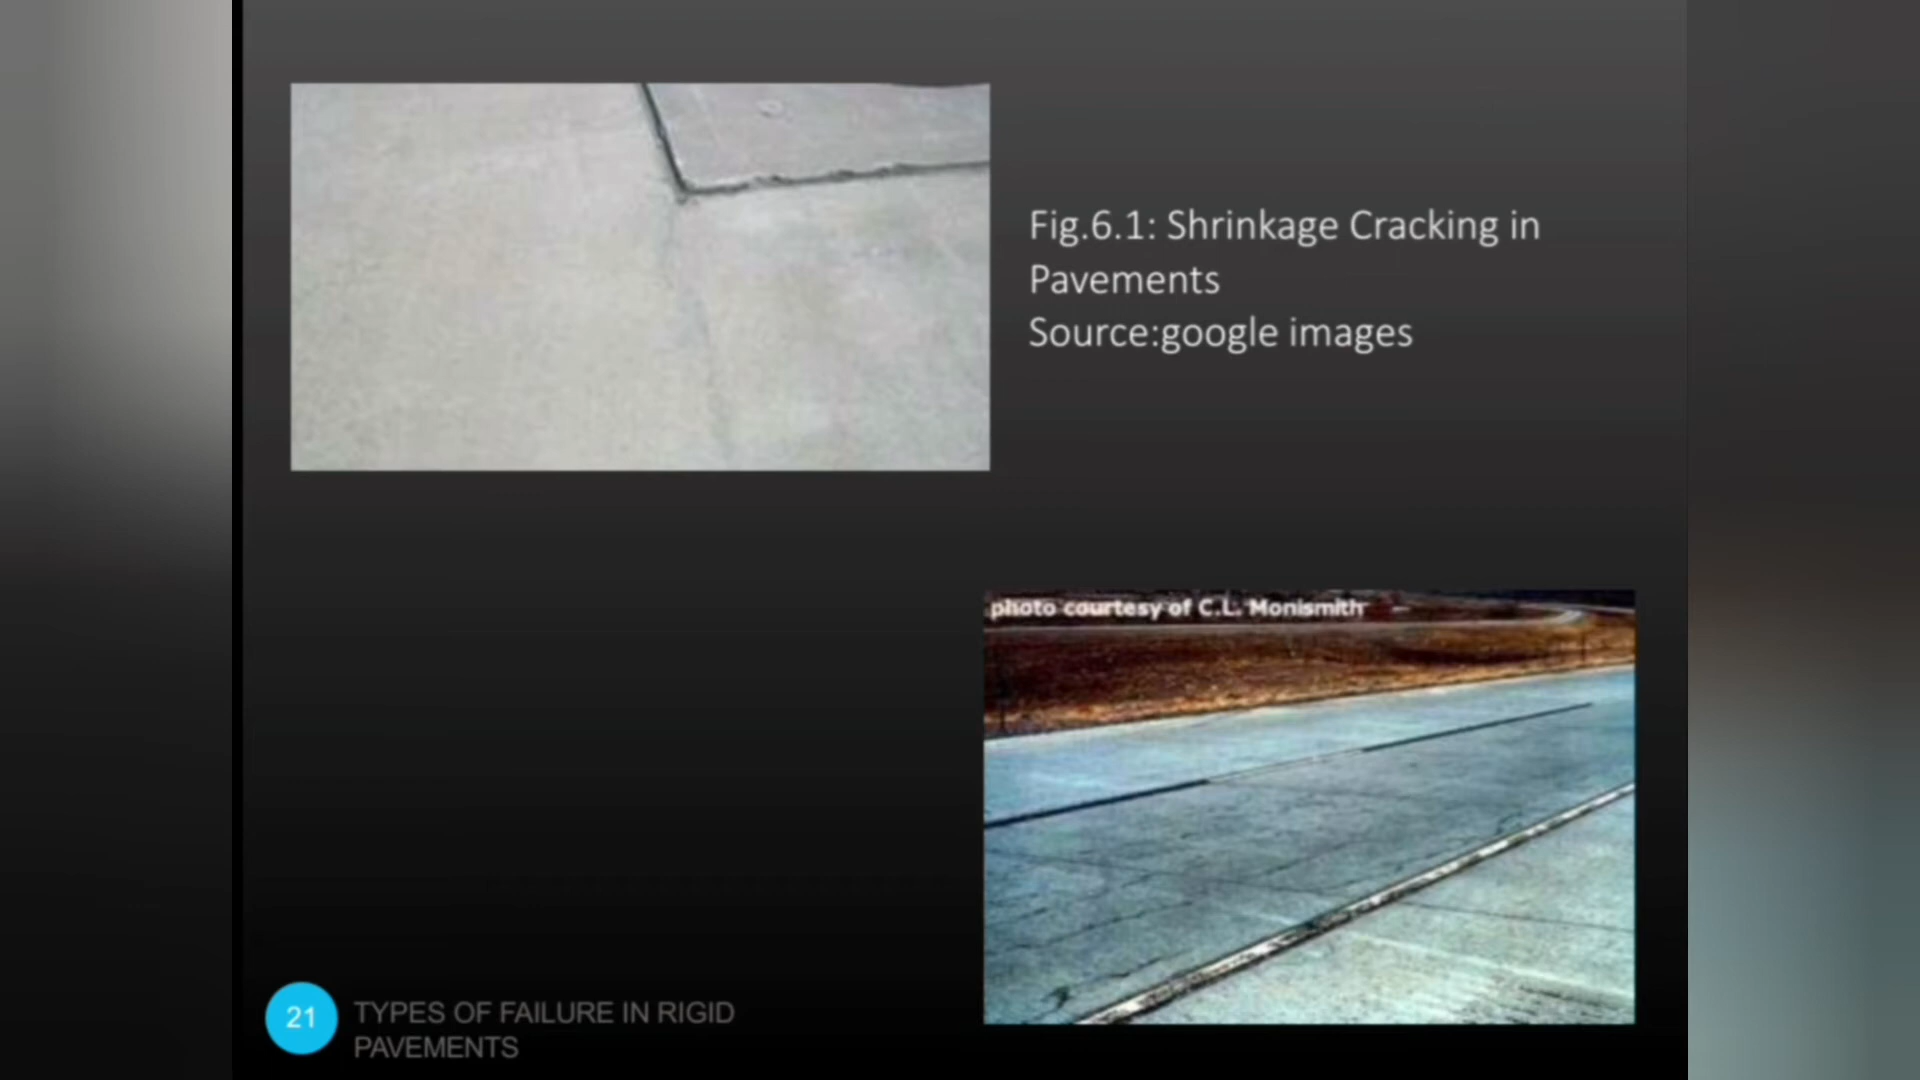 Fig.6.1: Shrinkage Cracking in
Pavements
Source:google images
photo courtesy of C.L. Monismith
21
TYPES OF FAILURE IN RIGID
PAVEMENTS